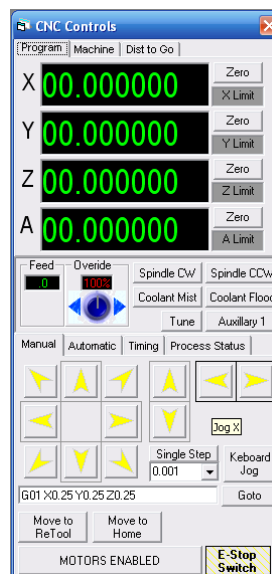 CNC Controls
Program Machine Dist to Go
X 00.000000 Zero
X Limit
Y 00.000000 Zero
Y Limit
Z 00.000000 Zero
Z Limit
A 00.000000 Zero
A Limit
Feed Overide
.0 100%
Spindle CW Spindle CCW
Coolant Mist Coolant Flood
Tune Auxillary 1
Manual Automatic Timing Process Status
Jog X
Single Step
0.001
Keboard Jog
G01 X0.25 Y0.25 Z0.25 Goto
Move to ReTool
Move to Home
MOTORS ENABLED
E-Stop Switch